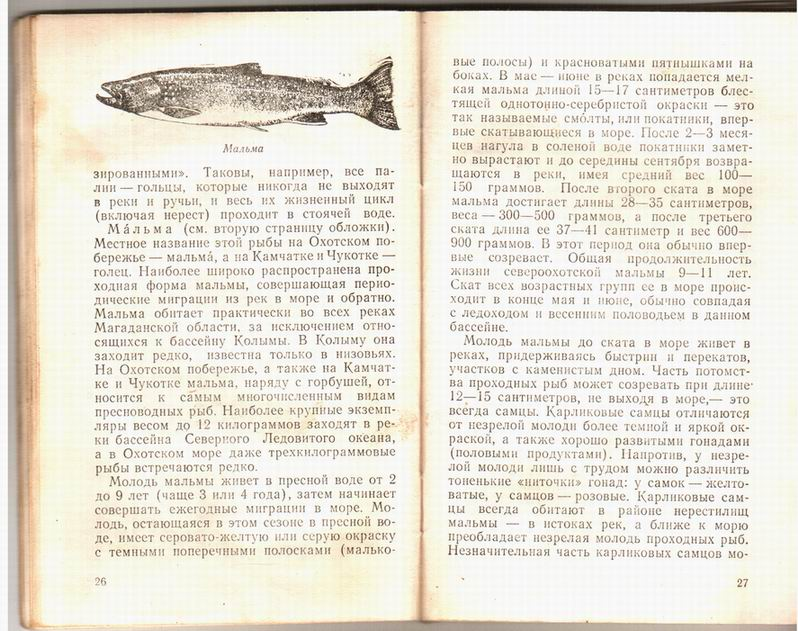 Мальма
зированными». Таковы, например, все па-
лии — гольцы, которые никогда не выходят
в реки и ручьи, и весь их жизненный цикл
(включая нерест) проходит в стоячей воде.
Ма́льма (см. вторую страницу обложки).
Местное название этой рыбы на Охотском по-
бережье — мальма́, а на Камчатке и Чукотке —
голец. Наиболее широко распространена про-
ходная форма мальмы, совершающая перио-
дические миграции из рек в море и обратно.
Мальма обитает практически во всех реках
Магаданской области, за исключением отно-
сящихся к бассейну Колымы. В Колыму она
заходит редко, известна только в низовьях.
На Охотском побережье, а также на Камчат-
ке и Чукотке мальма, наряду с горбушей, от-
носится к самым многочисленным видам
пресноводных рыб. Наиболее крупные экземп-
ляры весом до 12 килограммов заходят в ре-
ки бассейна Северного Ледовитого океана,
а в Охотском море даже трехкилограммовые
рыбы встречаются редко.
Молодь мальмы живет в пресной воде от 2
до 9 лет (чаще 3 или 4 года), затем начинает
совершать ежегодные миграции в море. Мо-
лодь, остающаяся в этом сезоне в пресной во-
де, имеет серовато-желтую или серую окраску
с темными поперечными полосками (малько-
26
вые полосы) и красноватыми пятнышками на
боках. В мае — июне в реках попадается мел-
кая мальма длиной 15—17 сантиметров блес-
тящей однотонно-серебристой окраски — это
так называемые смо́лты, или покатники, впер-
вые скатывающиеся в море. После 2—3 меся-
цев нагула в соленой воде покатники замет-
но вырастают и до середины сентября возвра-
щаются в реки, имея средний вес 100—
150 граммов. После второго ската в море
мальма достигает длины 28—35 сантиметров,
веса — 300—500 граммов, а после третьего
ската длина ее 37—41 сантиметр и вес 600—
900 граммов. В этот период она обычно впер-
вые созревает. Общая продолжительность
жизни североохотской мальмы 9—11 лет.
Скат всех возрастных групп ее в море проис-
ходит в конце мая и июне, обычно совпадая
с ледоходом и весенним половодьем в данном
бассейне.
Молодь мальмы до ската в море живет в
реках, придерживаясь быстрин и перекатов,
участков с каменистым дном. Часть потомст-
ва проходных рыб может созревать при длине
12—15 сантиметров, не выходя в море,— это
всегда самцы. Карликовые самцы отличаются
от незрелой молоди более темной и яркой ок-
раской, а также хорошо развитыми гонадами
(половыми продуктами). Напротив, у незре-
лой молоди лишь с трудом можно различить
тоненькие «ниточки» гонад: у самок — желто-
ватые, у самцов — розовые. Карликовые сам-
цы всегда обитают в районе нерестилищ
мальмы — в истоках рек, а ближе к морю
преобладает незрелая молодь проходных рыб.
Незначительная часть карликовых самцов мо-
27